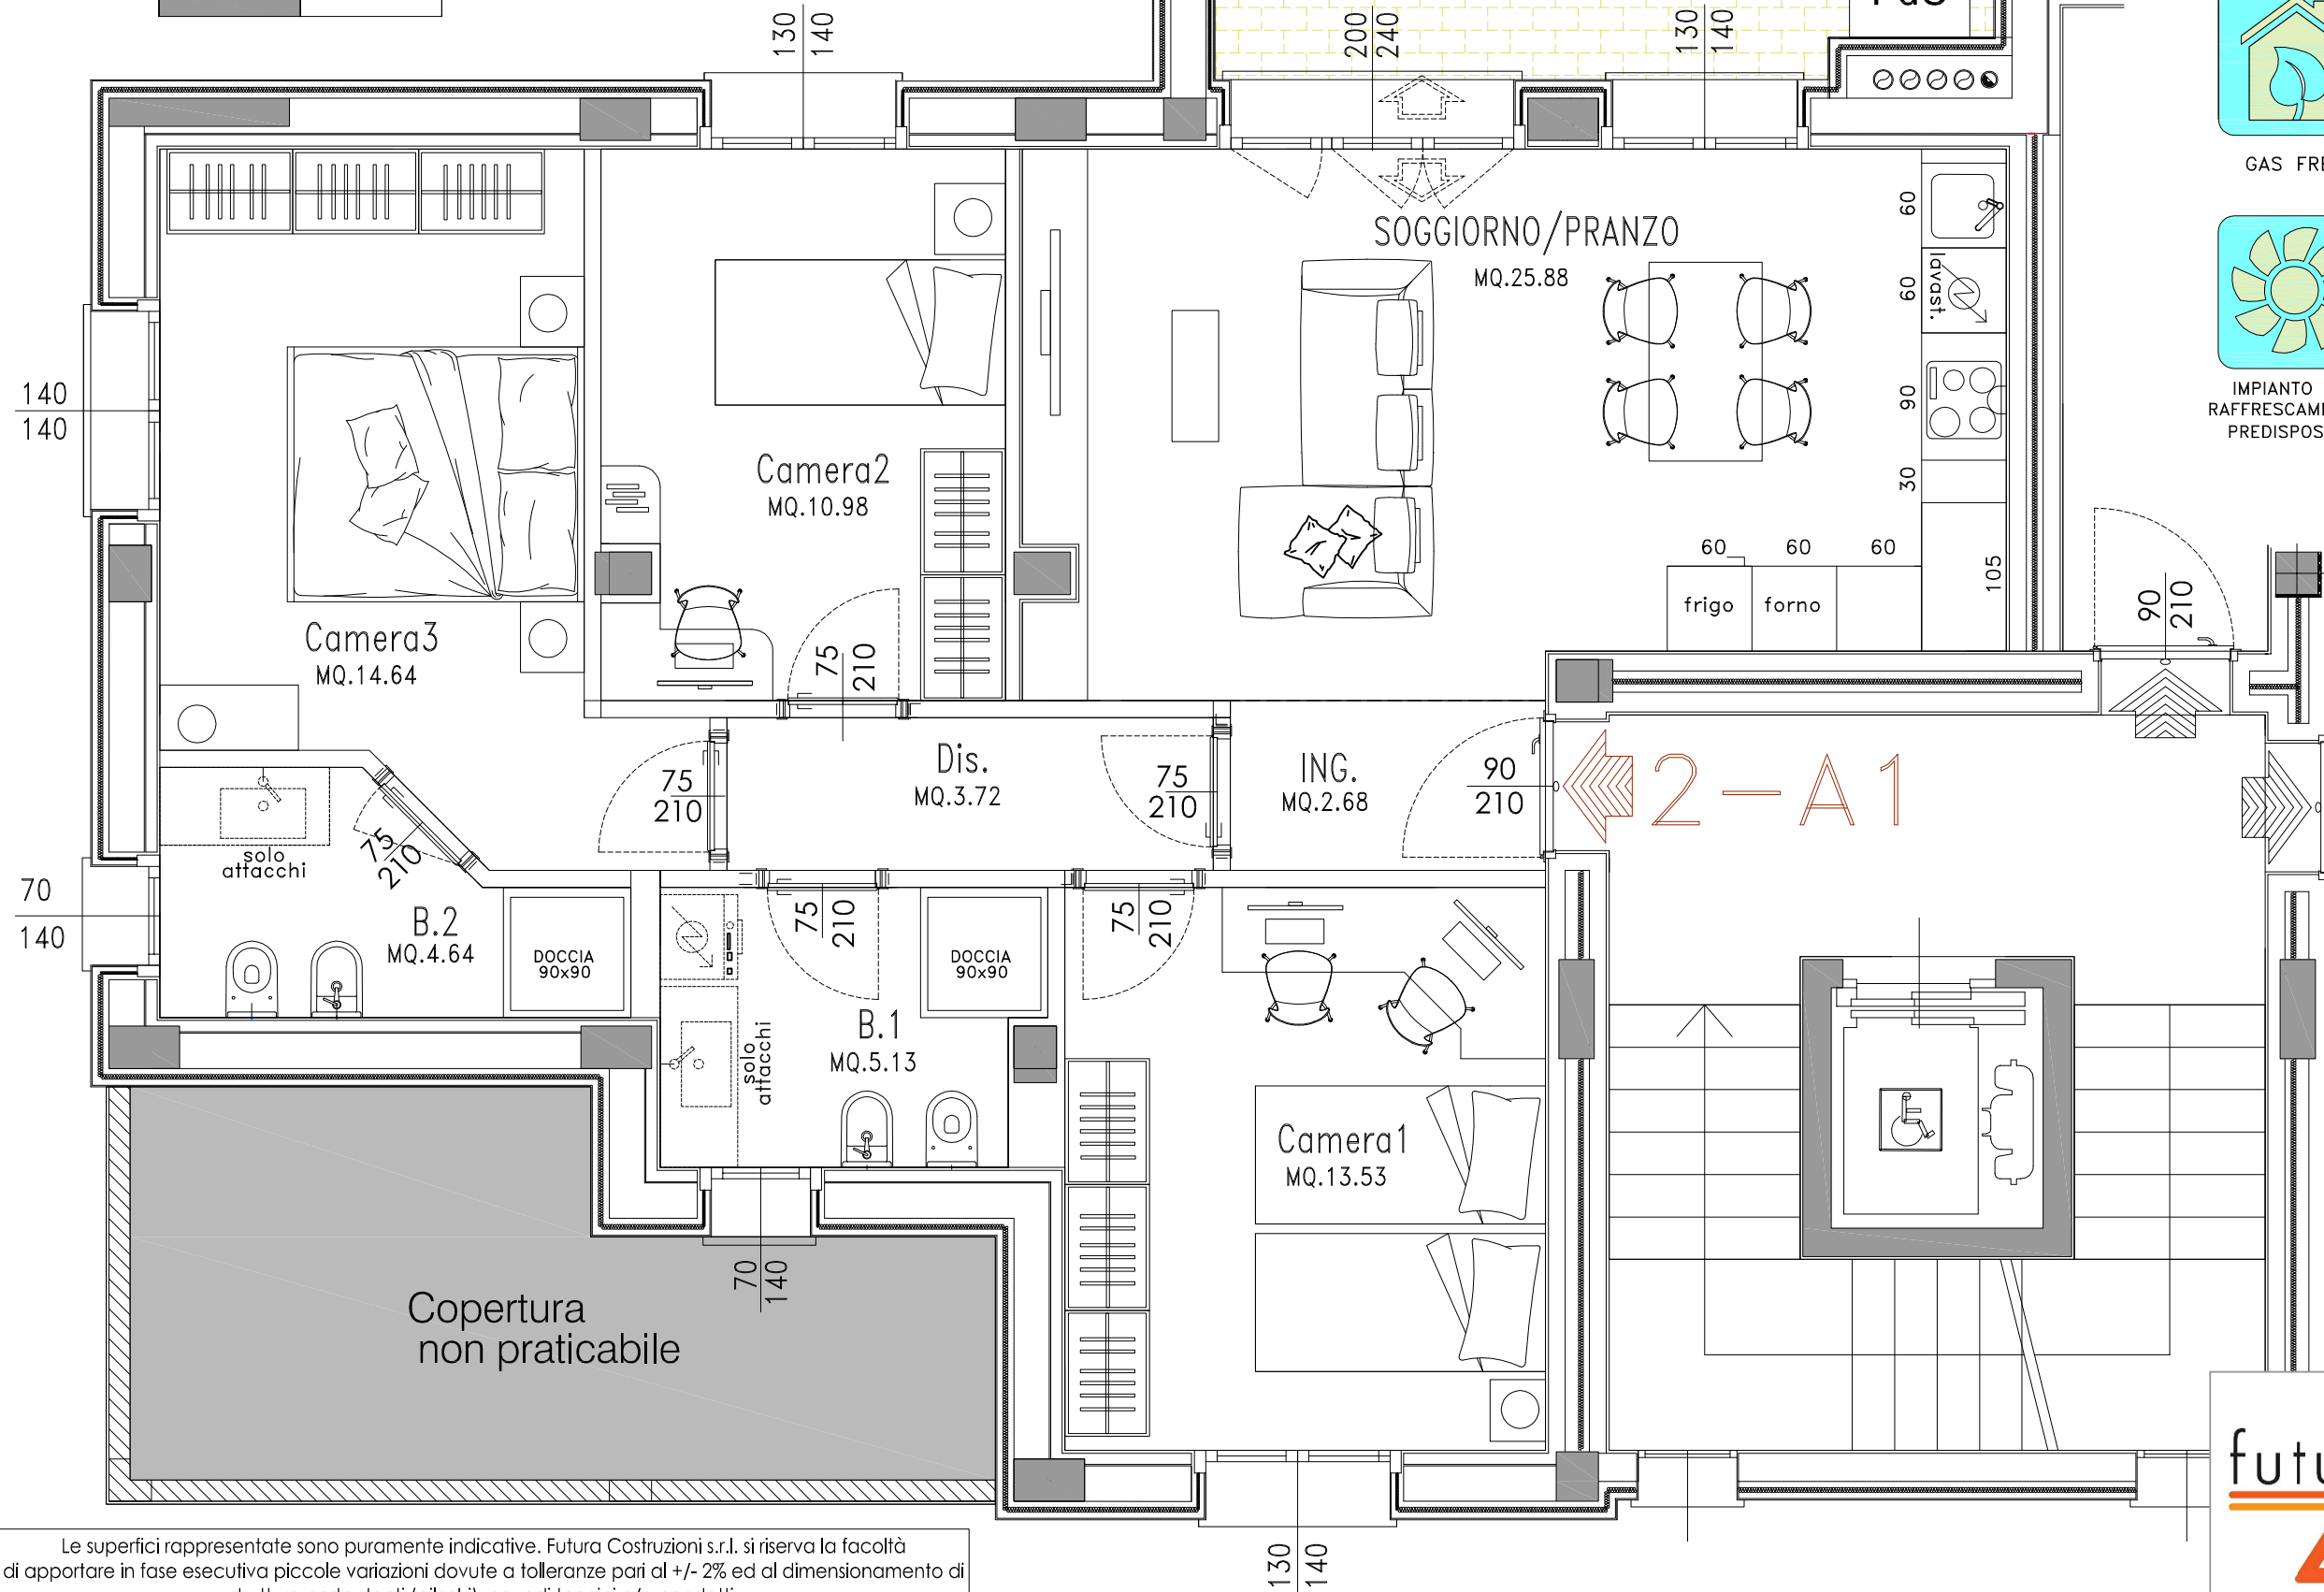 130
140
200
240
130
140
GAS
SOGGIORNO/PRANZO
MQ.25.88
60
lavast.
60
90
30
105
60
60
60
frigo
forno
IMPIANTO
140
140
Camera2
MQ.10.98
Camera3
MQ.14.64
75
210
90
210
75
210
Dis.
MQ.3.72
75
210
ING.
MQ.2.68
90
210
2-A1
75
210
solo
attacchi
70
140
B.2
MQ.4.64
DOCCIA
90x90
75
210
DOCCIA
90x90
75
210
B.1
MQ.5.13
solo
attacchi
Camera1
MQ.13.53
70
140
Copertura
non praticabile
130
140
Le superfici rappresentate sono puramente indicative. Futura Costruzioni s.r.l. si riserva la facoltà
di apportare in fase esecutiva piccole variazioni dovute a tolleranze pari al +/- 2% ed al dimensionamento di